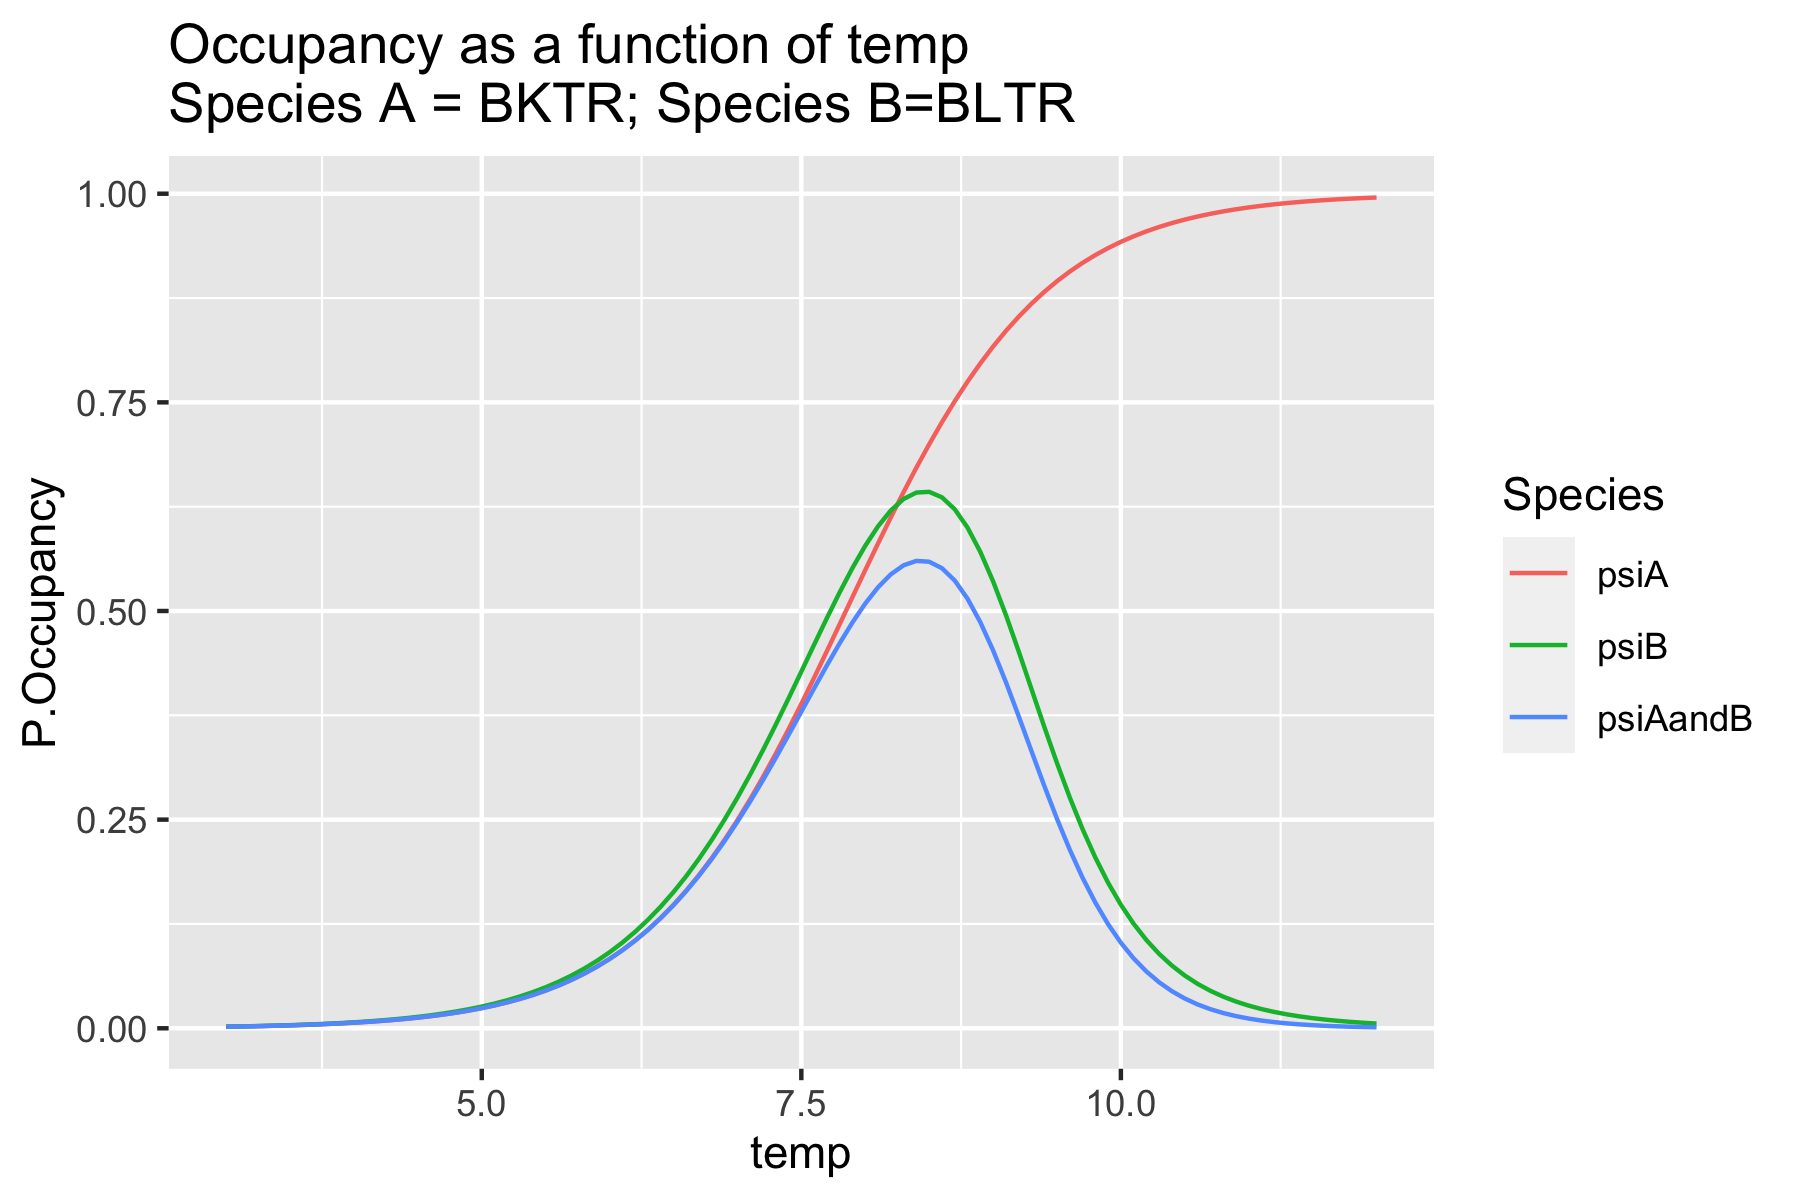 Occupancy as a function of temp
Species A = BKTR; Species B=BLTR
1.00
0.75
0.50
0.25
0.00
P.Occupancy
5.0
7.5
10.0
temp
Species
psiA
psiB
psiAandB